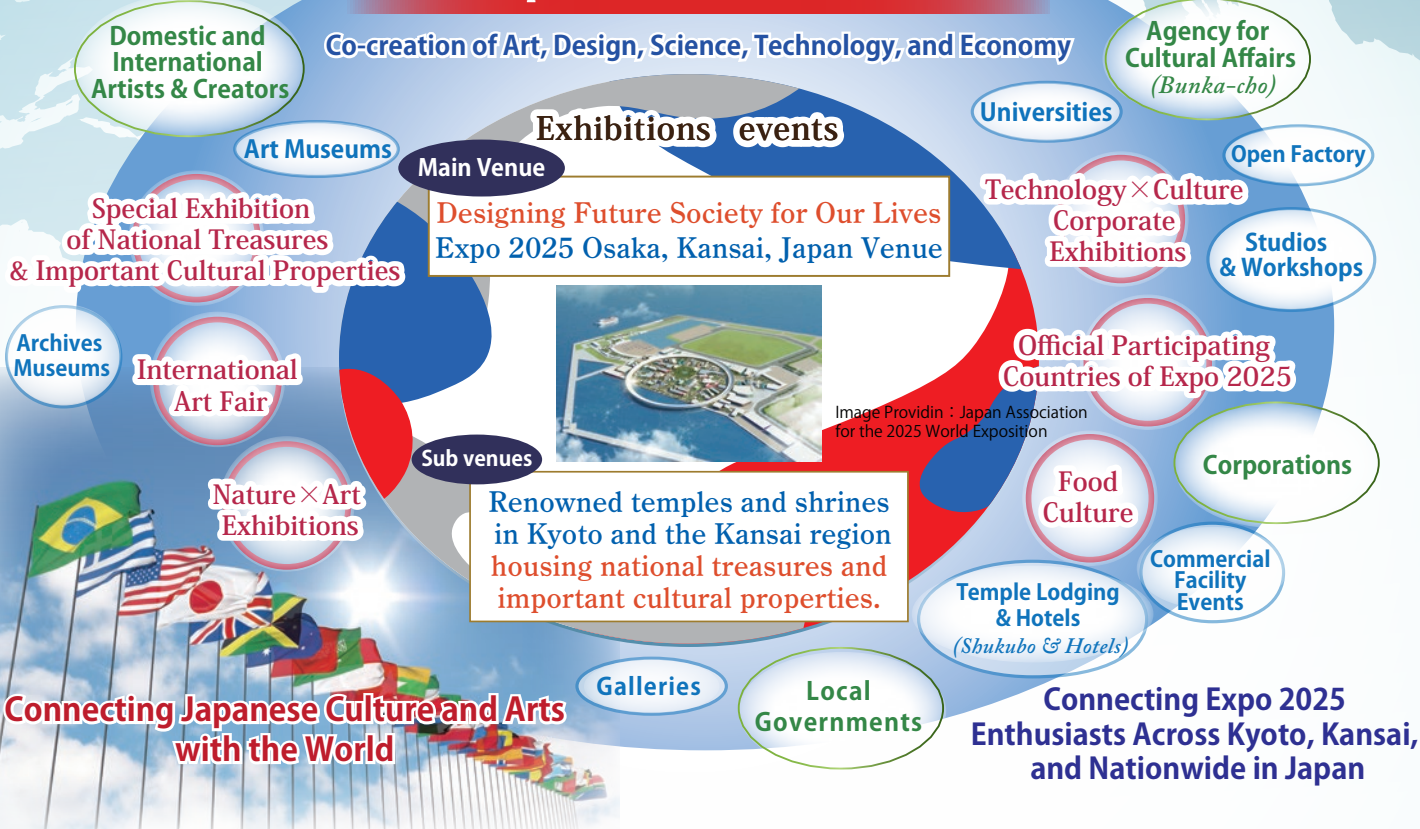 Domestic and
International
Artists & Creators
Co-creation of Art, Design, Science, Technology, and Economy
Agency for
Cultural Affairs
(Bunka-cho)
Art Museums
Exhibitions events
Universities
Open Factory
Main Venue
Designing Future Society for Our Lives
Expo 2025 Osaka, Kansai, Japan Venue
Special Exhibition
of National Treasures
& Important Cultural Properties
Technology×Culture
Corporate
Exhibitions
Studios
& Workshops
Archives
Museums
International
Art Fair
Official Participating
Countries of Expo 2025
Image Providin：Japan Association
for the 2025 World Exposition
Sub venues
Renowned temples and shrines
in Kyoto and the Kansai region
housing national treasures and
important cultural properties.
Nature×Art
Exhibitions
Food
Culture
Corporations
Commercial
Facility
Events
Temple Lodging
& Hotels
(Shukubo & Hotels)
Galleries
Local
Governments
Connecting Japanese Culture and Arts
with the World
Connecting Expo 2025
Enthusiasts Across Kyoto, Kansai,
and Nationwide in Japan